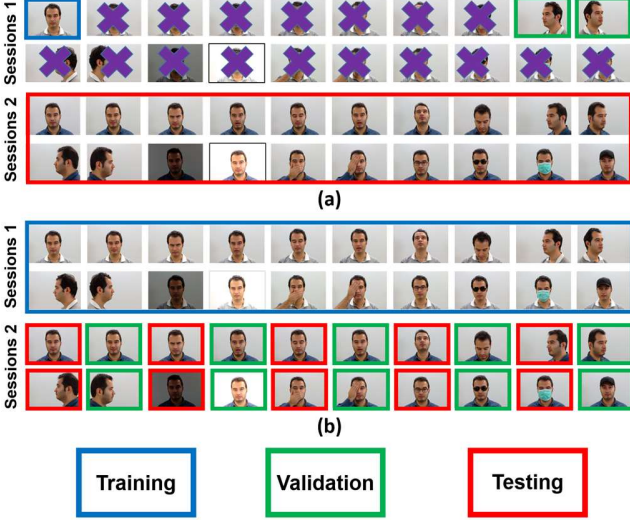 Sessions 1
Sessions 2
(a)
Sessions 1
Sessions 2
(b)
Training
Validation
Testing